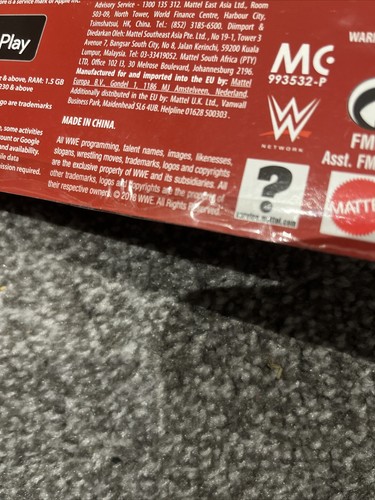 Advisory Service - 1300 135 312. Mattel East Asia Ltd., Room
503-09, North Tower, World Finance Centre, Harbour City,
Tsimshatsui, HK, China. Tel.: (852) 3185-6500. Diimport &
Diedarkan Oleh: Mattel Southeast Asia Pte. Ltd., No 19-1, Tower 3
Avenue 7, Bangsar South City, No 8, Jalan Kerinchi, 59200 Kuala
Lumpur, Malaysia. Tel: 03-33419052. Mattel South Africa (PTY)
LTD, Office 102 I3, 30 Melrose Boulevard, Johannesburg 2196.
Manufactured for and imported into the EU by: Mattel
Europa B.V., Gondel 1, 1186 MJ Amstelveen, Nederland.
Additionally distributed in the EU by: Mattel U.K. Ltd., Vanwall
Business Park, Maidenhead SL6 4UB. Helpline 01628 500303.
MADE IN CHINA.
All WWE programming, talent names, images, likenesses,
slogans, wrestling moves, trademarks, logos and copyrights
are the exclusive property of WWE and its subsidiaries. All
other trademarks, logos and copyrights are the property of
their respective owners. © 2018 WWE. All Rights Reserved.
Play
& above, RAM: 1.5 GB
230 & above
go are trademarks
, some activities
ount or Google
and availability.
ile data
mission required.
MC
993532-P
W
NETWORK
?
service.mattel.com
WARN
FM
Asst. FM
MATTE